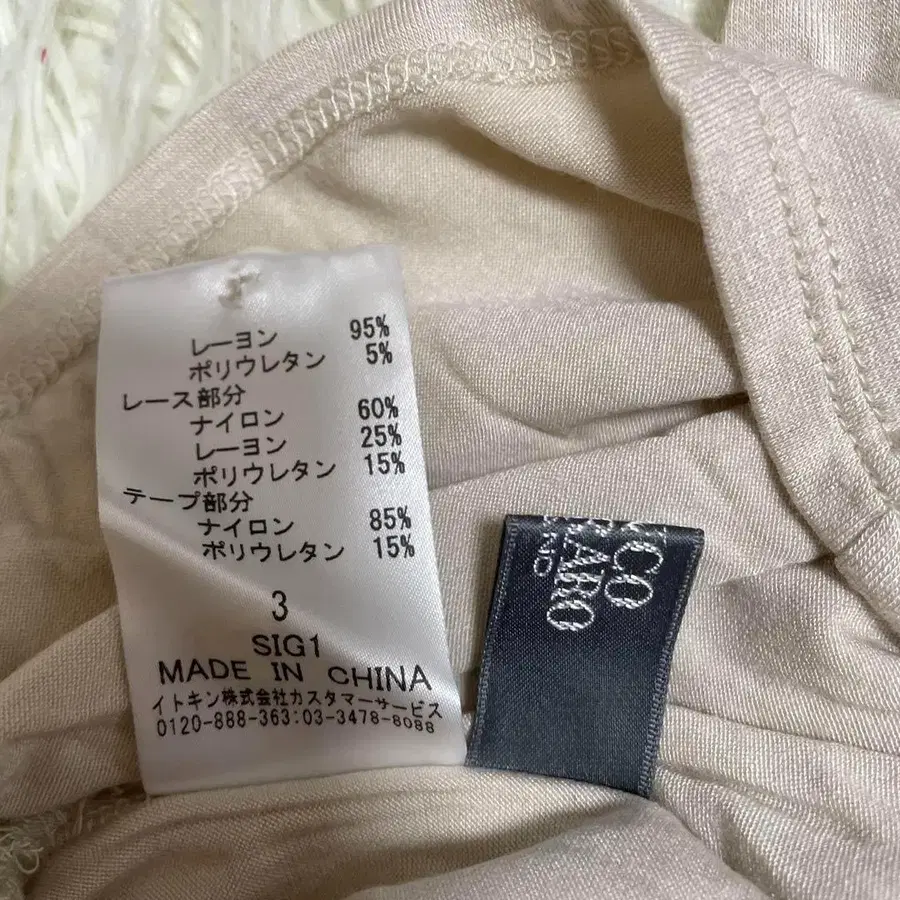 レーヨン 95%
ポリウレタン 5%
レース部分
ナイロン 60%
レーヨン 25%
ポリウレタン 15%
テープ部分
ナイロン 85%
ポリウレタン 15%
3
SIG1
MADE IN CHINA
イトキン株式会社カスタマーサービス
0120-888-363:03-3478-8088